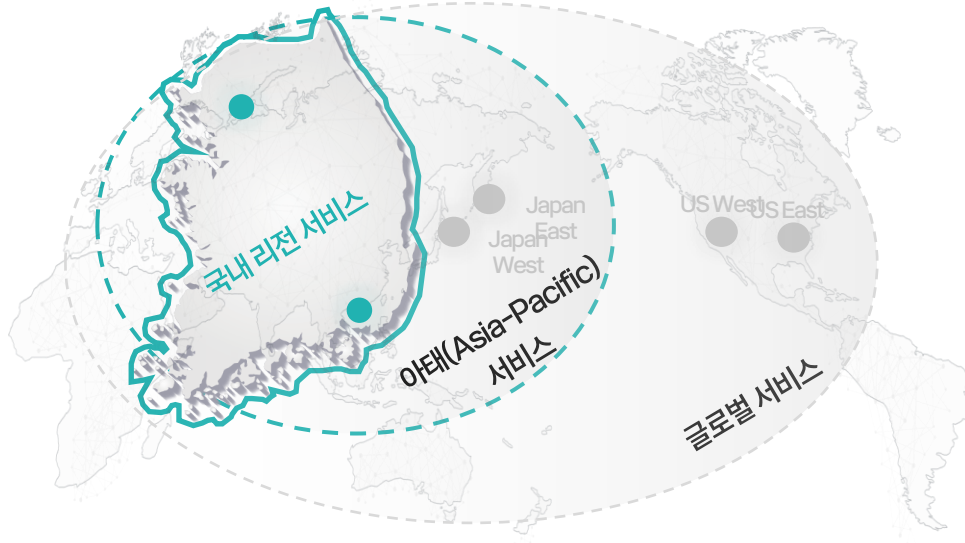 국내 리전 서비스
Japan
East
Japan
West
US West
US East
아태(Asia-Pacific)
서비스
글로벌 서비스